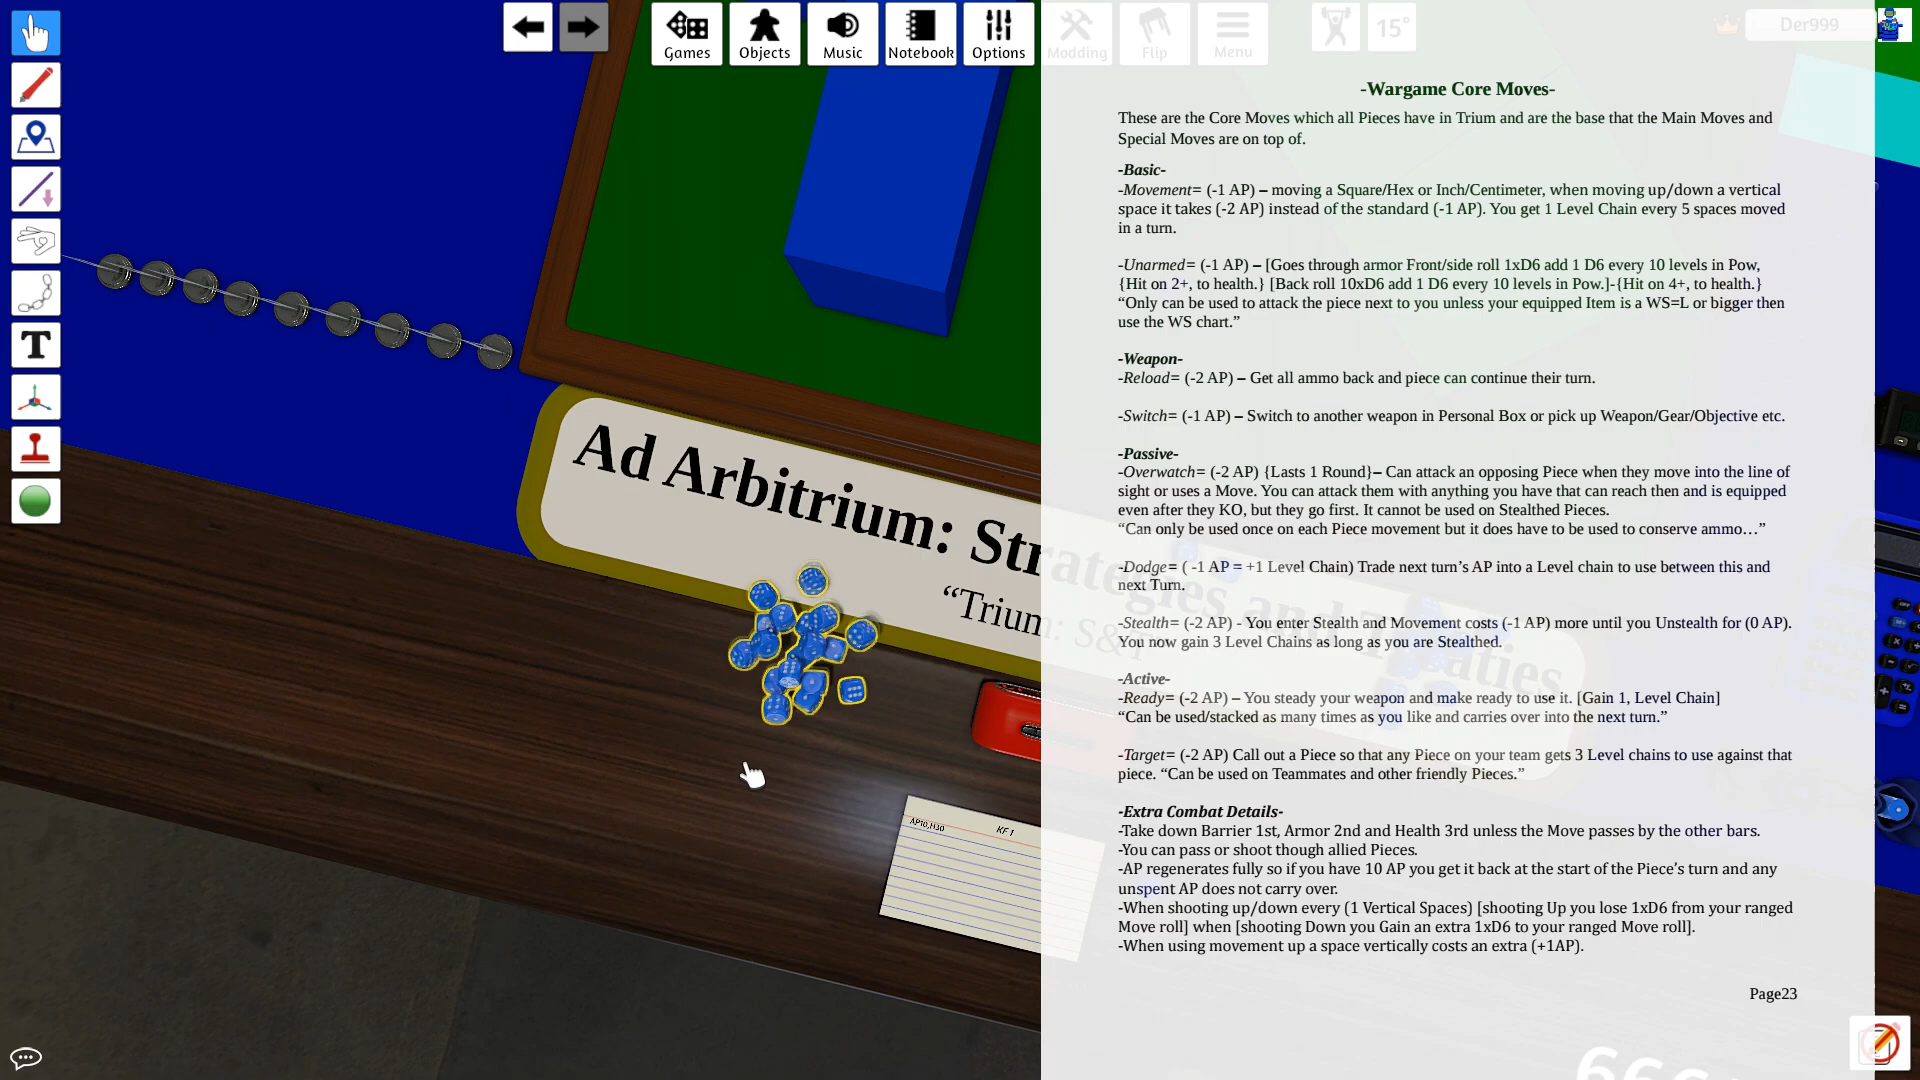 Games
Objects
Music
Notebook
Options
Modding
Flip
Menu
15°
Der999
T
Ad Arbitrium: Strategies and Treaties
“Trium: S&T
AP10,H30
KF 1
-Wargame Core Moves-
These are the Core Moves which all Pieces have in Trium and are the base that the Main Moves and
Special Moves are on top of.
-Basic-
-Movement= (-1 AP) – moving a Square/Hex or Inch/Centimeter, when moving up/down a vertical
space it takes (-2 AP) instead of the standard (-1 AP). You get 1 Level Chain every 5 spaces moved
in a turn.
-Unarmed= (-1 AP) – [Goes through armor Front/side roll 1xD6 add 1 D6 every 10 levels in Pow,
{Hit on 2+, to health.} [Back roll 10xD6 add 1 D6 every 10 levels in Pow.]-{Hit on 4+, to health.}
“Only can be used to attack the piece next to you unless your equipped Item is a WS=L or bigger then
use the WS chart.”
-Weapon-
-Reload= (-2 AP) – Get all ammo back and piece can continue their turn.
-Switch= (-1 AP) – Switch to another weapon in Personal Box or pick up Weapon/Gear/Objective etc.
-Passive-
-Overwatch= (-2 AP) {Lasts 1 Round}– Can attack an opposing Piece when they move into the line of
sight or uses a Move. You can attack them with anything you have that can reach then and is equipped
even after they KO, but they go first. It cannot be used on Stealthed Pieces.
“Can only be used once on each Piece movement but it does have to be used to conserve ammo…”
-Dodge= ( -1 AP = +1 Level Chain) Trade next turn’s AP into a Level chain to use between this and
next Turn.
-Stealth= (-2 AP) - You enter Stealth and Movement costs (-1 AP) more until you Unstealth for (0 AP).
You now gain 3 Level Chains as long as you are Stealthed.
-Active-
-Ready= (-2 AP) – You steady your weapon and make ready to use it. [Gain 1, Level Chain]
“Can be used/stacked as many times as you like and carries over into the next turn.”
-Target= (-2 AP) Call out a Piece so that any Piece on your team gets 3 Level chains to use against that
piece. “Can be used on Teammates and other friendly Pieces.”
-Extra Combat Details-
-Take down Barrier 1st, Armor 2nd and Health 3rd unless the Move passes by the other bars.
-You can pass or shoot though allied Pieces.
-AP regenerates fully so if you have 10 AP you get it back at the start of the Piece’s turn and any
unspent AP does not carry over.
-When shooting up/down every (1 Vertical Spaces) [shooting Up you lose 1xD6 from your ranged
Move roll] when [shooting Down you Gain an extra 1xD6 to your ranged Move roll].
-When using movement up a space vertically costs an extra (+1AP).
Page23